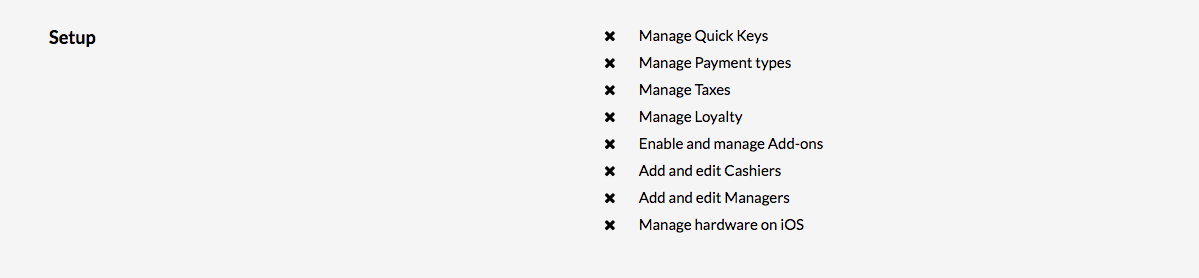 Setup
✖ Manage Quick Keys
✖ Manage Payment types
✖ Manage Taxes
✖ Manage Loyalty
✖ Enable and manage Add-ons
✖ Add and edit Cashiers
✖ Add and edit Managers
✖ Manage hardware on iOS